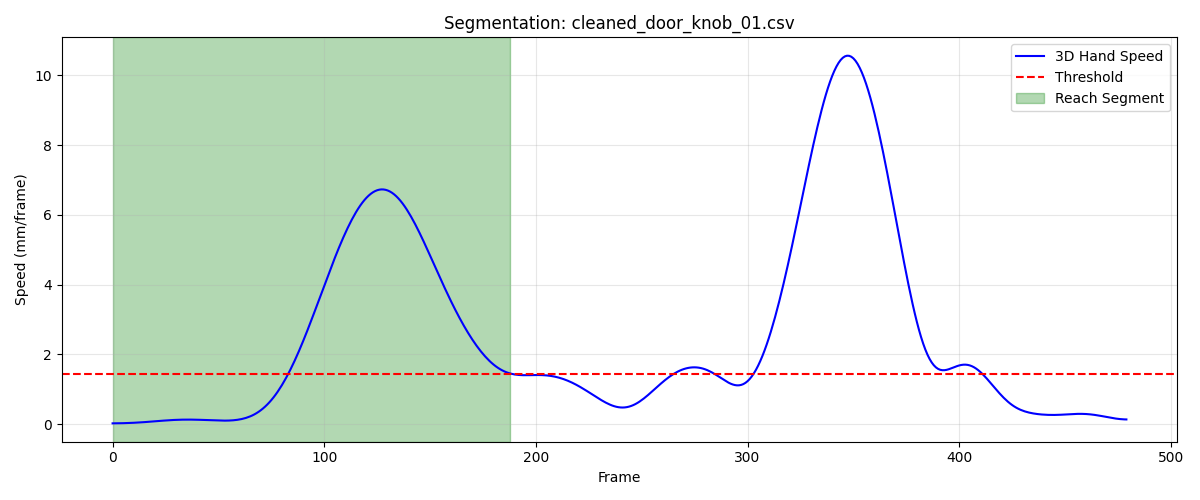 Segmentation: cleaned_door_knob_01.csv
3D Hand Speed
Threshold
Reach Segment
Speed (mm/frame)
10
8
6
4
2
0
0 100 200 300 400 500
Frame